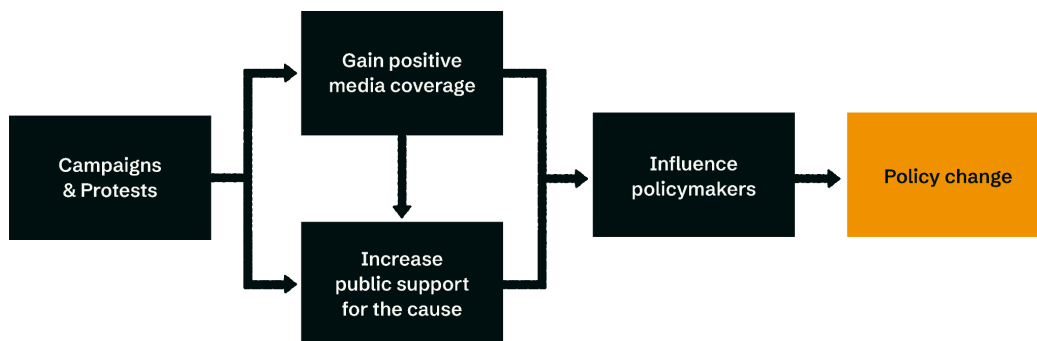 Campaigns
& Protests
Gain positive
media coverage
Increase
public support
for the cause
Influence
policymakers
Policy change